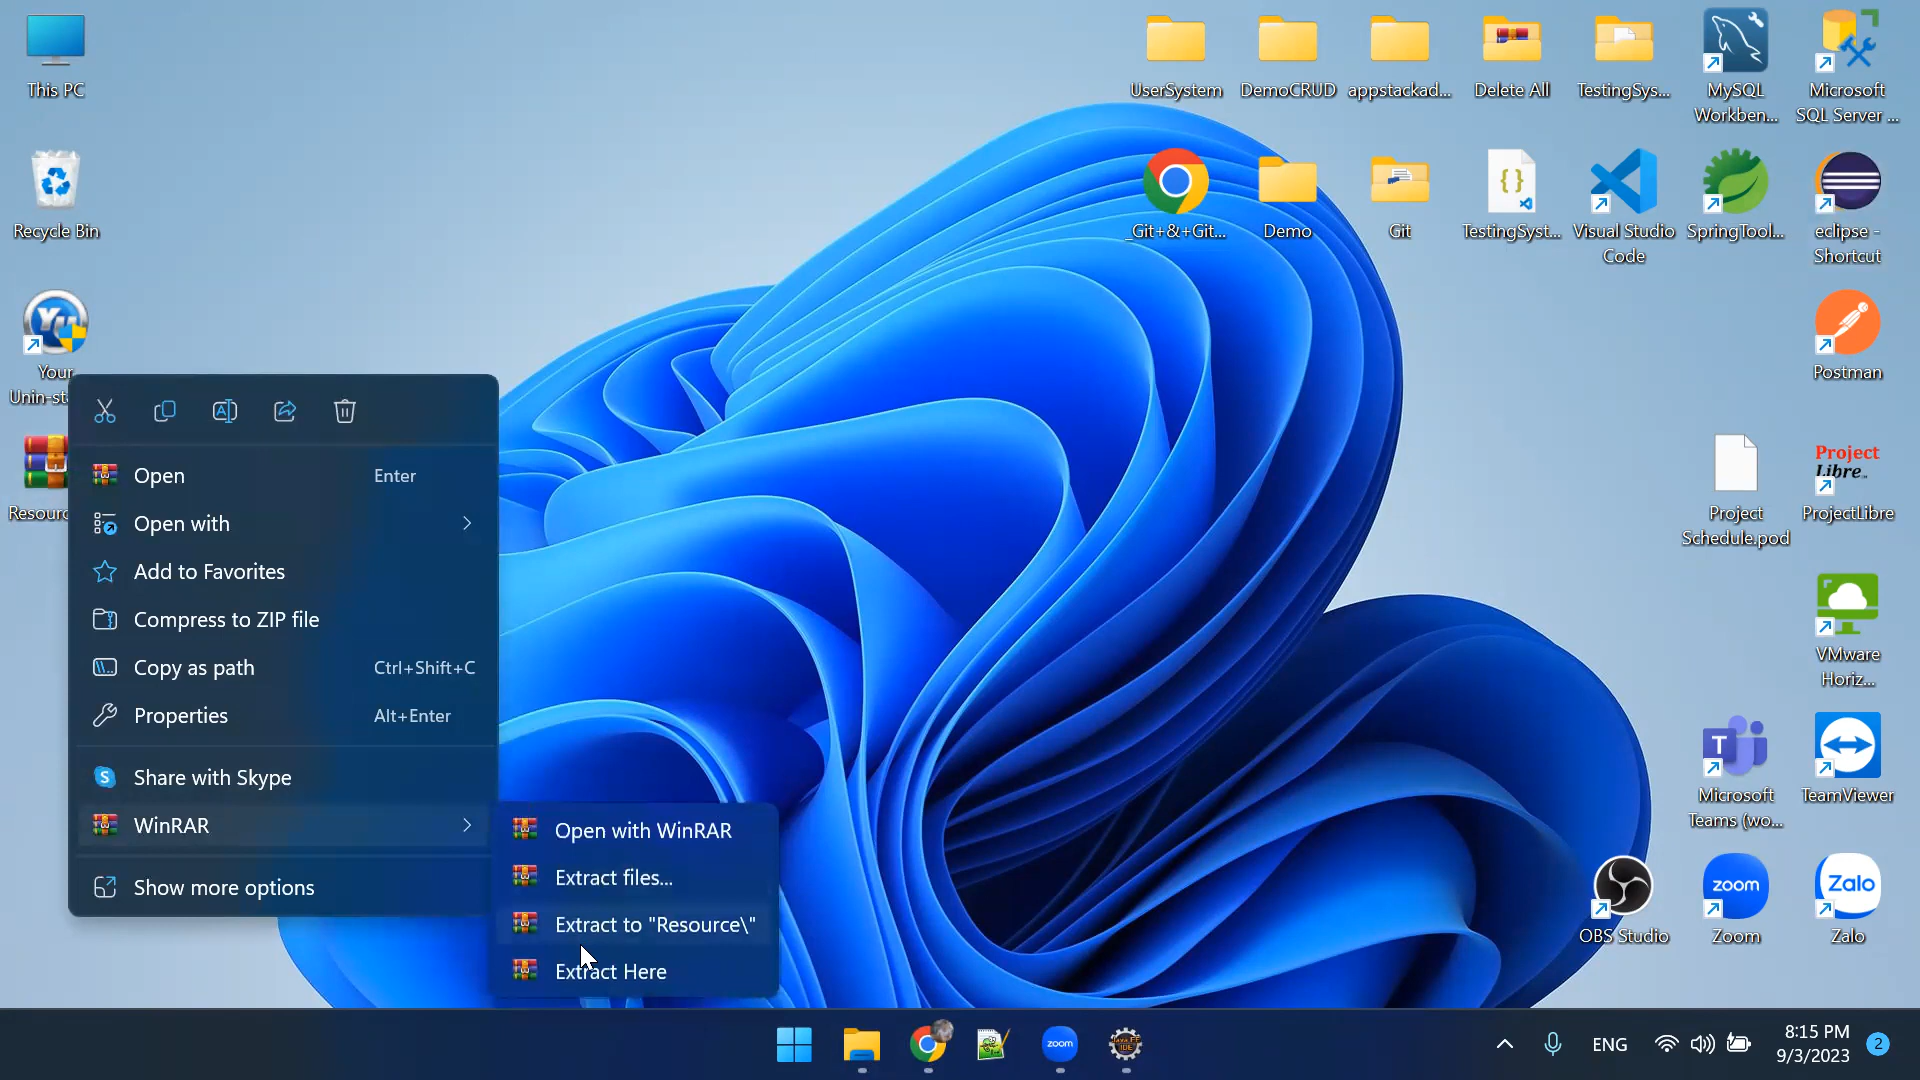 This PC
Recycle Bin
Your
Unin-st
Resourc
Open Enter
Open with
Add to Favorites
Compress to ZIP file
Copy as path Ctrl+Shift+C
Properties Alt+Enter
Share with Skype
WinRAR
Show more options
Open with WinRAR
Extract files...
Extract to "Resource\"
Extract Here
UserSystem
DemoCRUD
appstackad...
Delete All
TestingSys...
MySQL
Workben...
Microsoft
SQL Server ...
_Git+&+Git...
Demo
Git
TestingSyst...
Visual Studio
Code
SpringTool...
eclipse -
Shortcut
Postman
Project
Schedule.pod
Project
Libre
ProjectLibre
VMware
Horiz...
T
Microsoft
Teams (wo...
TeamViewer
OBS Studio
zoom
Zoom
Zalo
Zalo
zoom
ENG
8:15 PM
9/3/2023
2